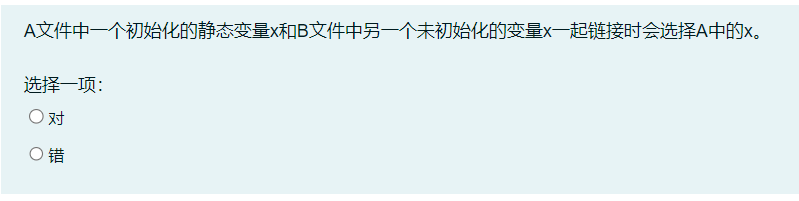 A文件中一个初始化的静态变量x和B文件中另一个未初始化的变量x一起链接时会选择A中的x。
选择一项：
对
错